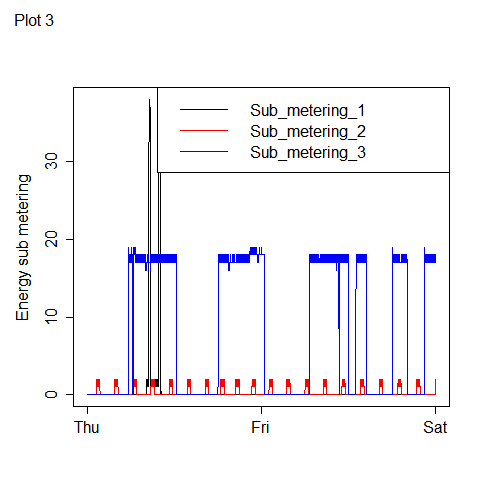 Plot 3
Sub_metering_1
Sub_metering_2
Sub_metering_3
Energy sub metering
30
20
10
0
Thu Fri Sat